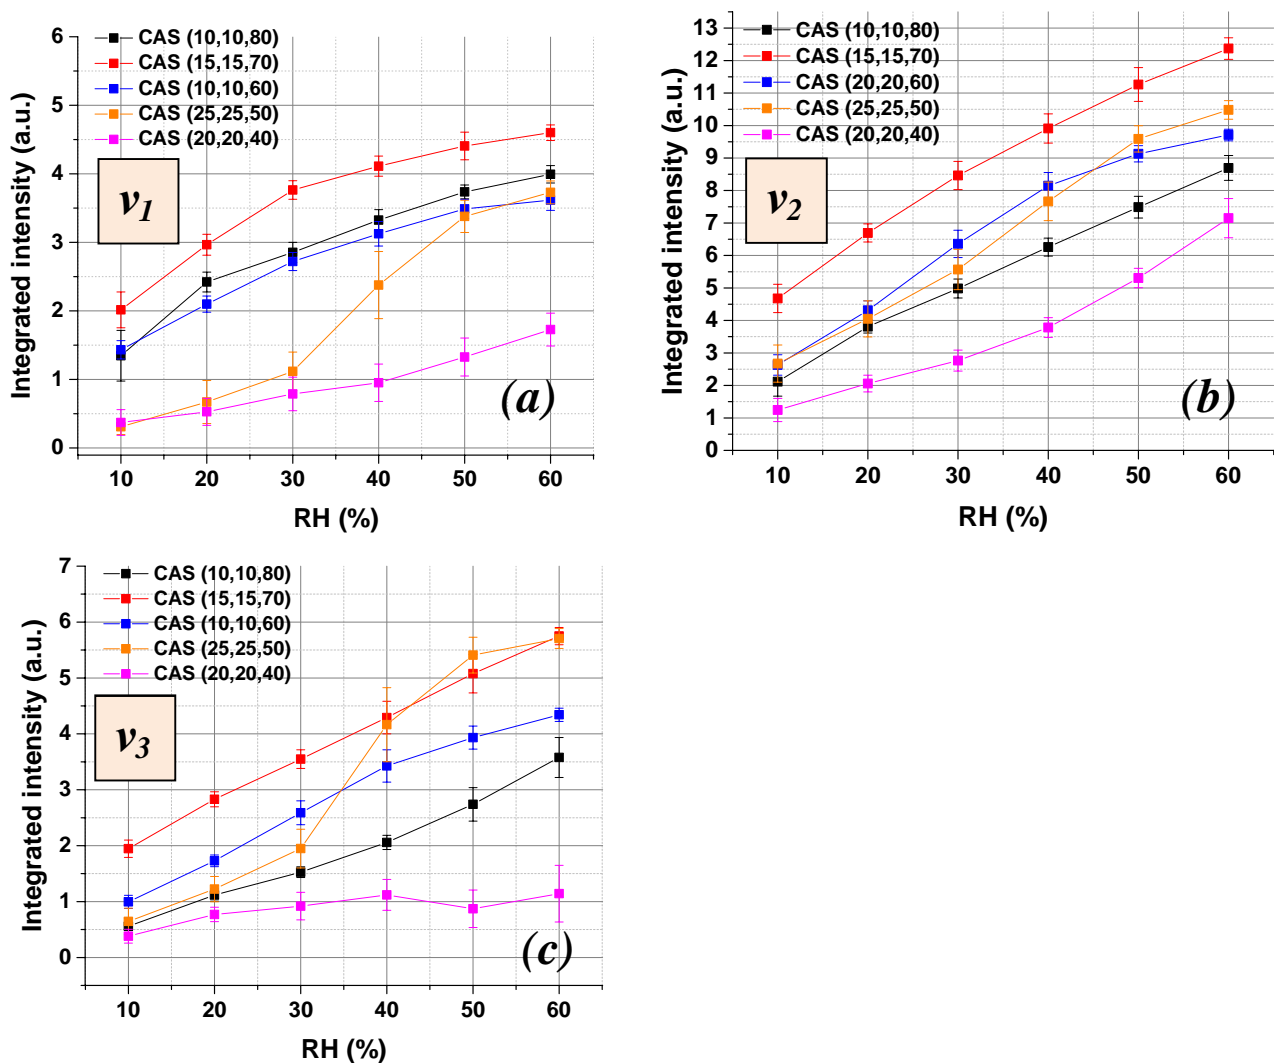 6
5
4
3
2
1
0
Integrated intensity (a.u.)
CAS (10,10,80)
CAS (15,15,70)
CAS (10,10,60)
CAS (25,25,50)
CAS (20,20,40)
v1
(a)
10 20 30 40 50 60
RH (%)
13
12
11
10
9
8
7
6
5
4
3
2
1
0
Integrated intensity (a.u.)
CAS (10,10,80)
CAS (15,15,70)
CAS (20,20,60)
CAS (25,25,50)
CAS (20,20,40)
v2
(b)
10 20 30 40 50 60
RH (%)
7
6
5
4
3
2
1
0
Integrated intensity (a.u.)
CAS (10,10,80)
CAS (15,15,70)
CAS (10,10,60)
CAS (25,25,50)
CAS (20,20,40)
v3
(c)
10 20 30 40 50 60
RH (%)